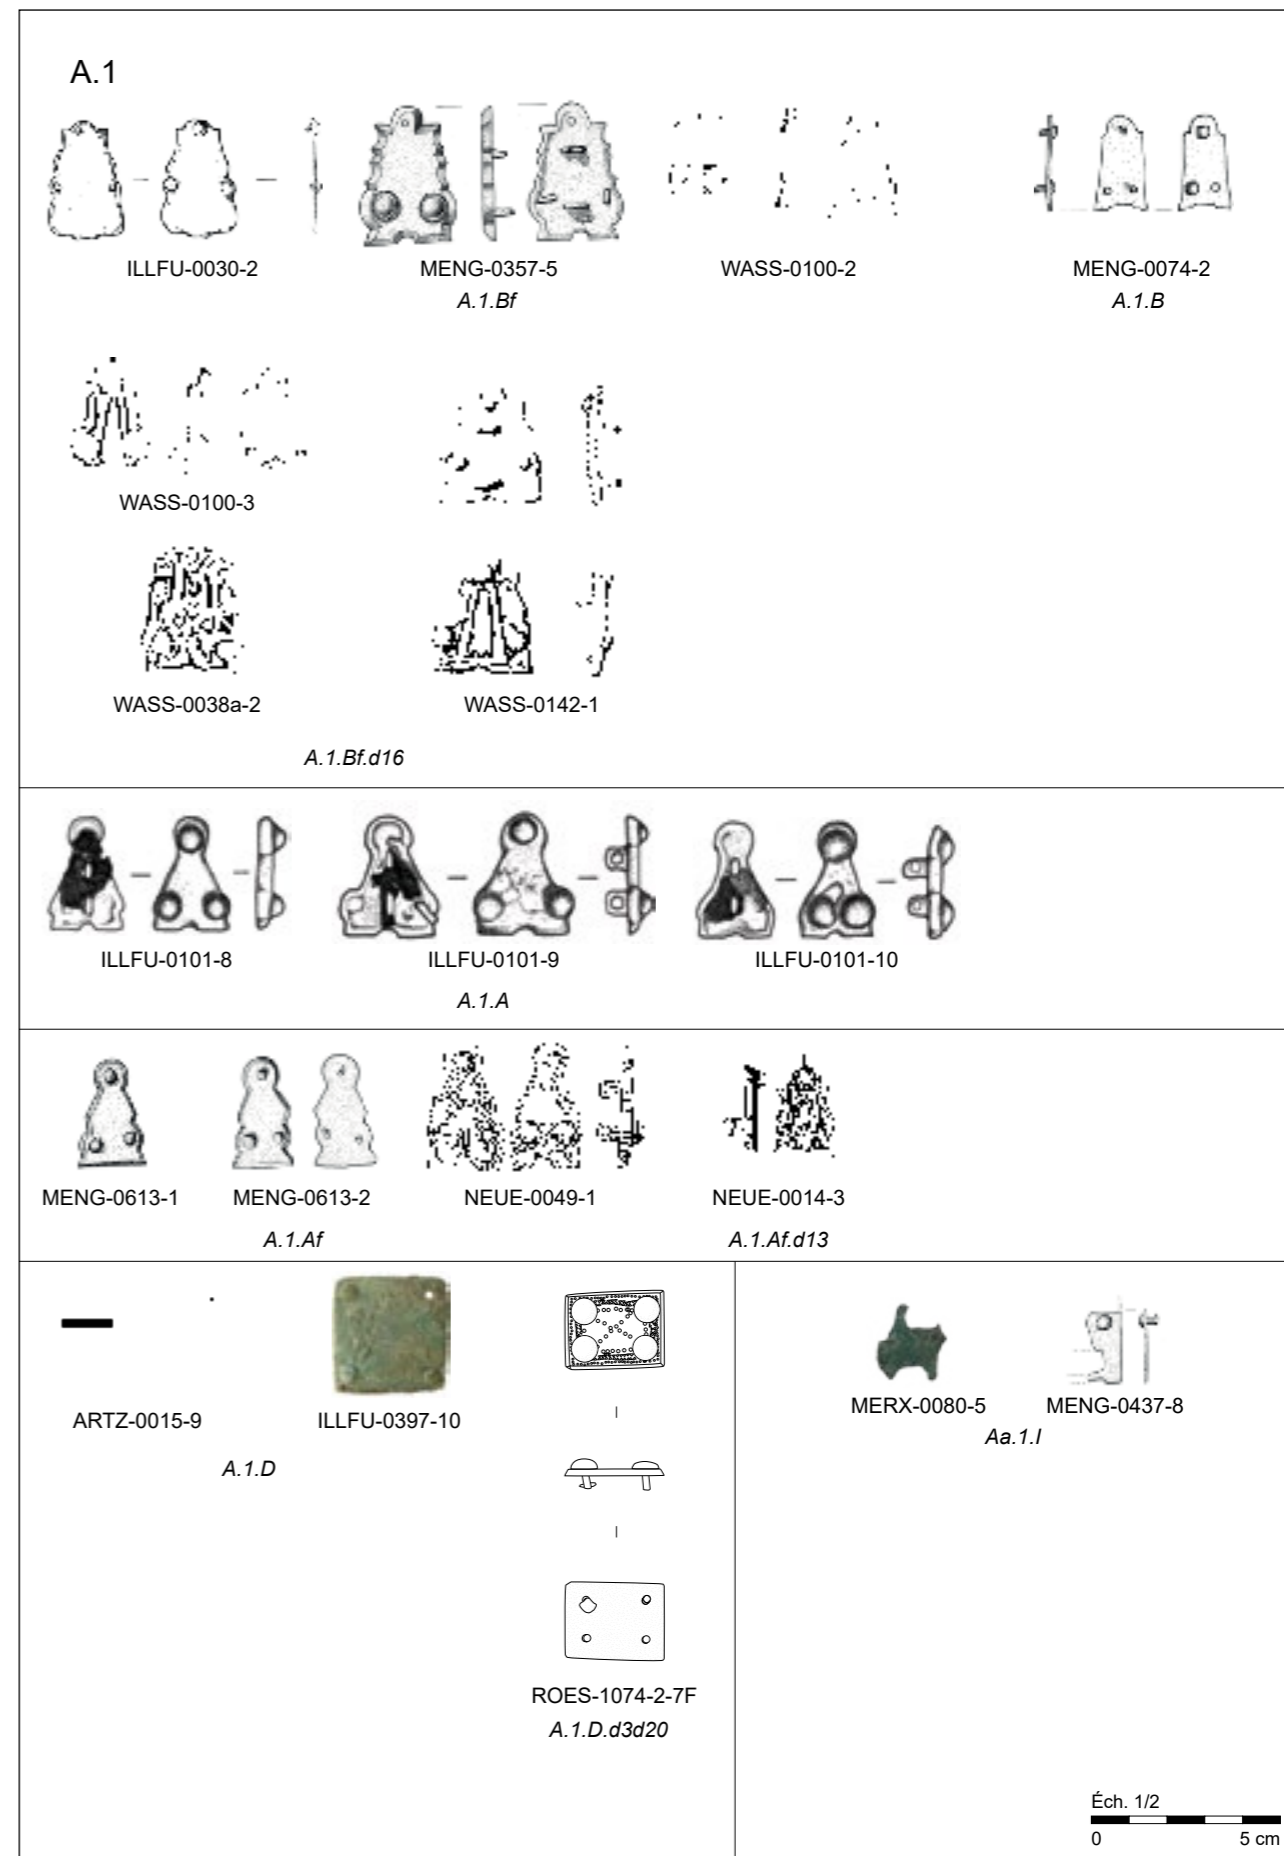 A.1
ILLFU-0030-2
MENG-0357-5
WASS-0100-2
MENG-0074-2
A.1.Bf
A.1.B
WASS-0100-3
WASS-0038a-2
WASS-0142-1
A.1.Bf.d16
ILLFU-0101-8
ILLFU-0101-9
ILLFU-0101-10
A.1.A
MENG-0613-1
MENG-0613-2
NEUE-0049-1
NEUE-0014-3
A.1.Af
A.1.Af.d13
ARTZ-0015-9
ILLFU-0397-10
A.1.D
ROES-1074-2-7F
A.1.D.d3d20
MERX-0080-5
MENG-0437-8
Aa.1.I
Éch. 1/2
0 5 cm